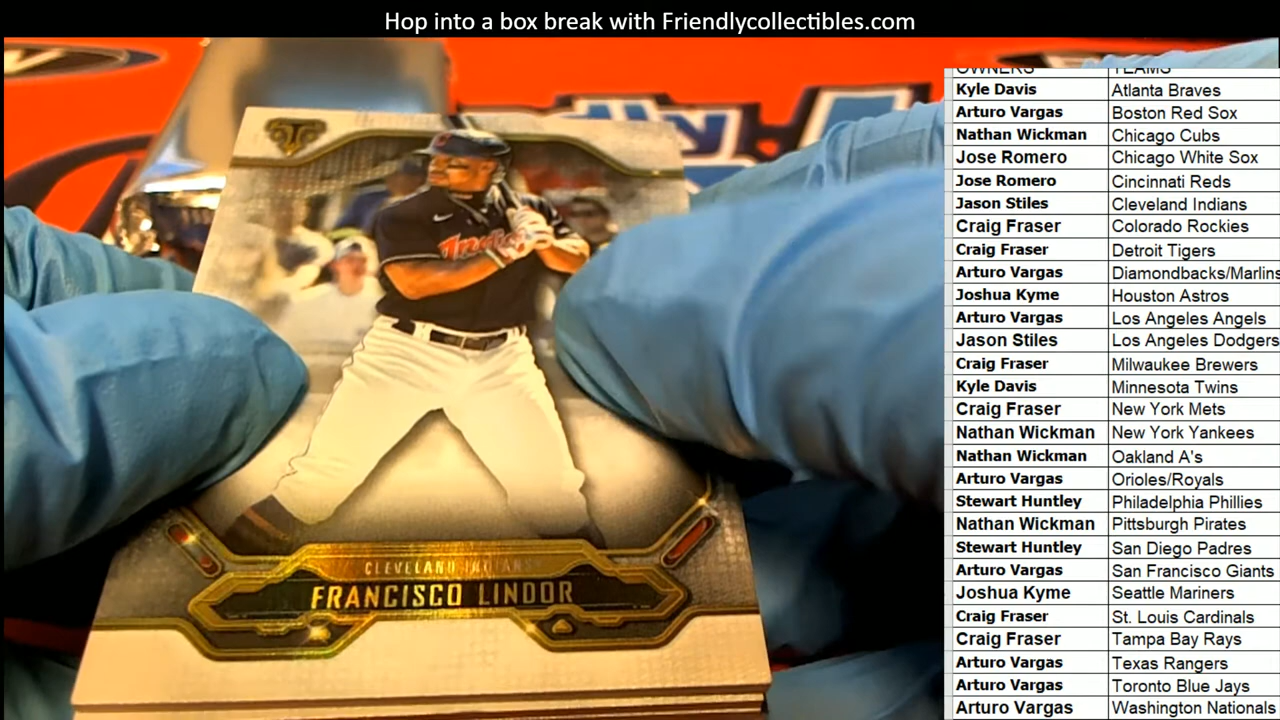 Hop into a box break with Friendlycollectibles.com
OWNERS TEAMS
Kyle Davis Atlanta Braves
Arturo Vargas Boston Red Sox
Nathan Wickman Chicago Cubs
Jose Romero Chicago White Sox
Jose Romero Cincinnati Reds
Jason Stiles Cleveland Indians
Craig Fraser Colorado Rockies
Craig Fraser Detroit Tigers
Arturo Vargas Diamondbacks/Marlins
Joshua Kyme Houston Astros
Arturo Vargas Los Angeles Angels
Jason Stiles Los Angeles Dodgers
Craig Fraser Milwaukee Brewers
Kyle Davis Minnesota Twins
Craig Fraser New York Mets
Nathan Wickman New York Yankees
Nathan Wickman Oakland A's
Arturo Vargas Orioles/Royals
Stewart Huntley Philadelphia Phillies
Nathan Wickman Pittsburgh Pirates
Stewart Huntley San Diego Padres
Arturo Vargas San Francisco Giants
Joshua Kyme Seattle Mariners
Craig Fraser St. Louis Cardinals
Craig Fraser Tampa Bay Rays
Arturo Vargas Texas Rangers
Arturo Vargas Toronto Blue Jays
Arturo Vargas Washington Nationals
CLEVELAND INDIANS
FRANCISCO LINDOR